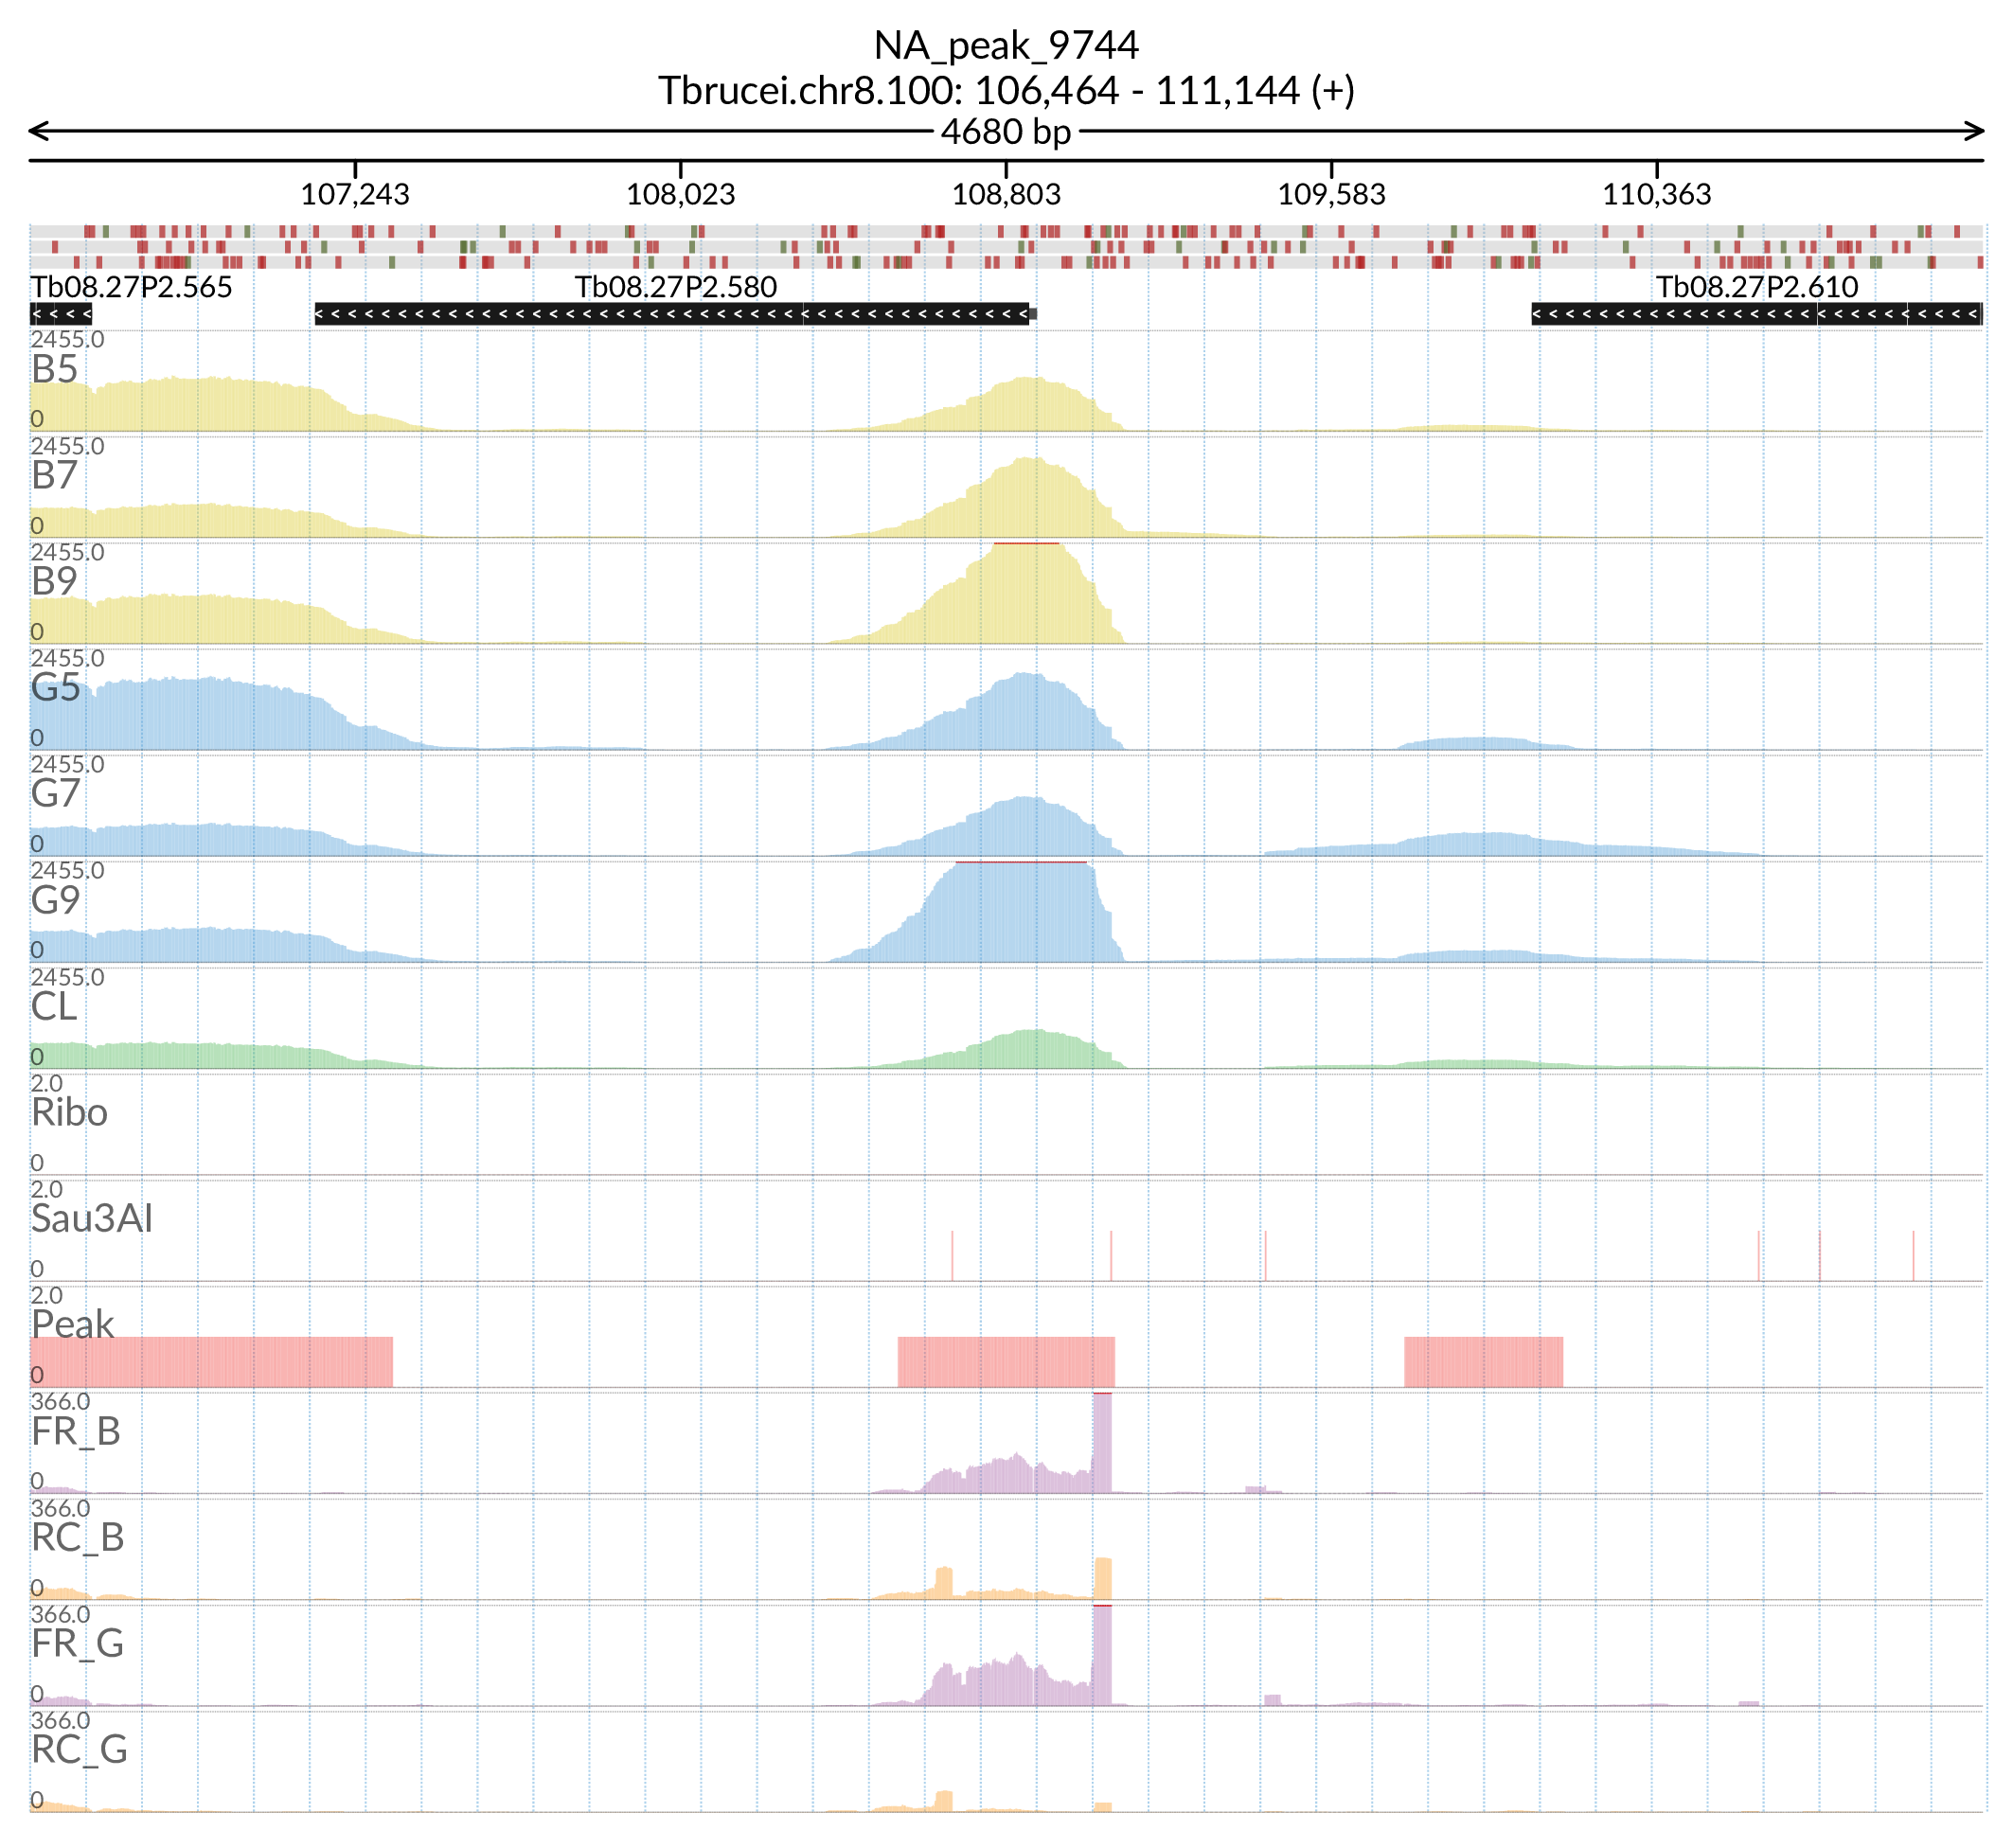 NA_peak_9744
Tbrucei.chr8.100: 106,464 - 111,144 (+)
4680 bp
107,243 108,023 108,803 109,583 110,363
Tb08.27P2.565 Tb08.27P2.580 Tb08.27P2.610
2455.0
B5
0
2455.0
B7
0
2455.0
B9
0
2455.0
G5
0
2455.0
G7
0
2455.0
G9
0
2455.0
CL
0
2.0
Ribo
0
2.0
Sau3AI
0
2.0
Peak
0
366.0
FR_B
0
366.0
RC_B
0
366.0
FR_G
0
366.0
RC_G
0